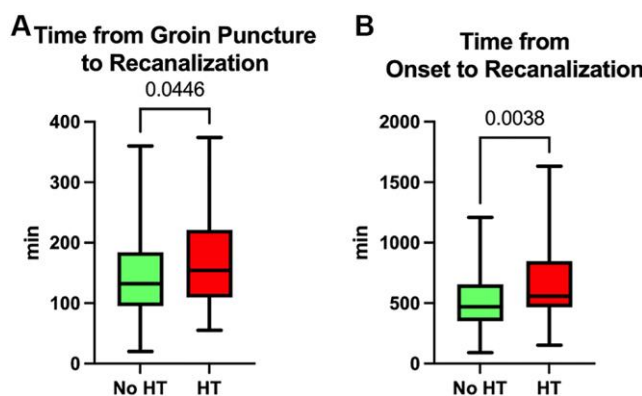 A
Time from Groin Puncture
to Recanalization
0.0446
400
300
200
100
0
min
No HT
HT
B
Time from
Onset to Recanalization
0.0038
2000
1500
1000
500
0
min
No HT
HT